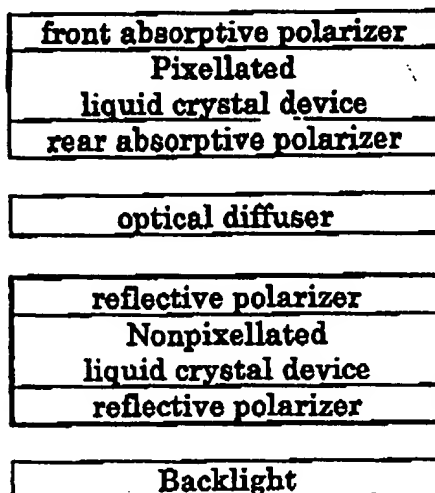 front absorptive polarizer
Pixellated
liquid crystal device
rear absorptive polarizer
optical diffuser
reflective polarizer
Nonpixellated
liquid crystal device
reflective polarizer
Backlight